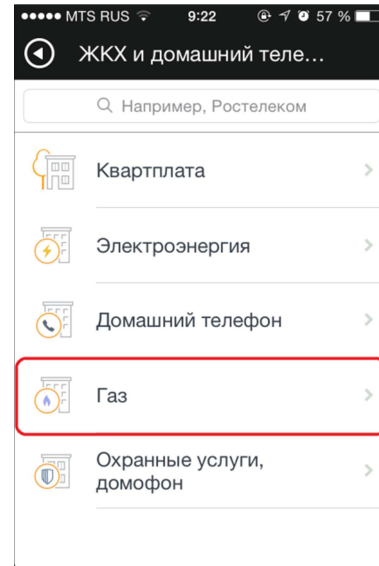 MTS RUS 9:22 57 %
ЖКХ и домашний теле...
Например, Ростелеком
Квартплата
Электроэнергия
Домашний телефон
Газ
Охранные услуги,
домофон